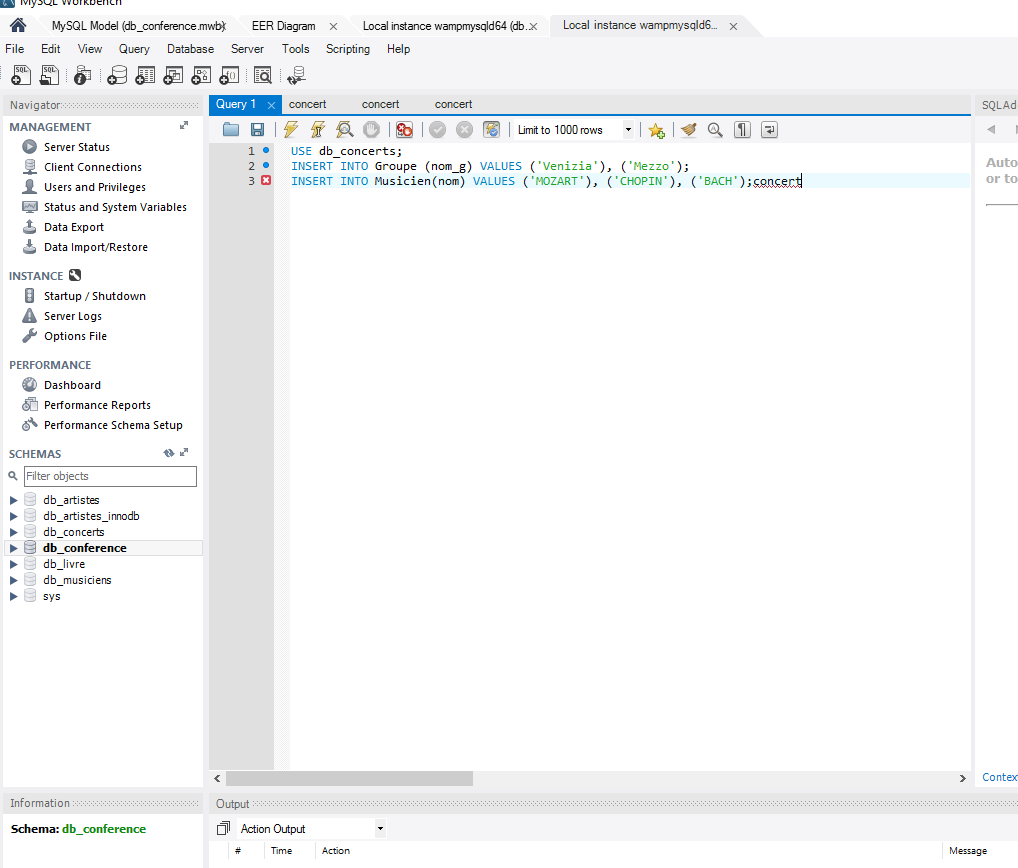 MySQL Workbench
MySQL Model (db_conference.mwb)
EER Diagram
Local instance wampmysqld64 (db...
Local instance wampmysqld6...
File Edit View Query Database Server Tools Scripting Help
Navigator
MANAGEMENT
Server Status
Client Connections
Users and Privileges
Status and System Variables
Data Export
Data Import/Restore
INSTANCE
Startup / Shutdown
Server Logs
Options File
PERFORMANCE
Dashboard
Performance Reports
Performance Schema Setup
SCHEMAS
Filter objects
db_artistes
db_artistes_innodb
db_concerts
db_conference
db_livre
db_musiciens
sys
Information
Schema: db_conference
Query 1 concert concert concert
Limit to 1000 rows
1 USE db_concerts;
2 INSERT INTO Groupe (nom_g) VALUES ('Venizia'), ('Mezzo');
3 INSERT INTO Musicien(nom) VALUES ('MOZART'), ('CHOPIN'), ('BACH');concert
Output
Action Output
# Time Action Message
SQLAd
Auto
or to
Contex